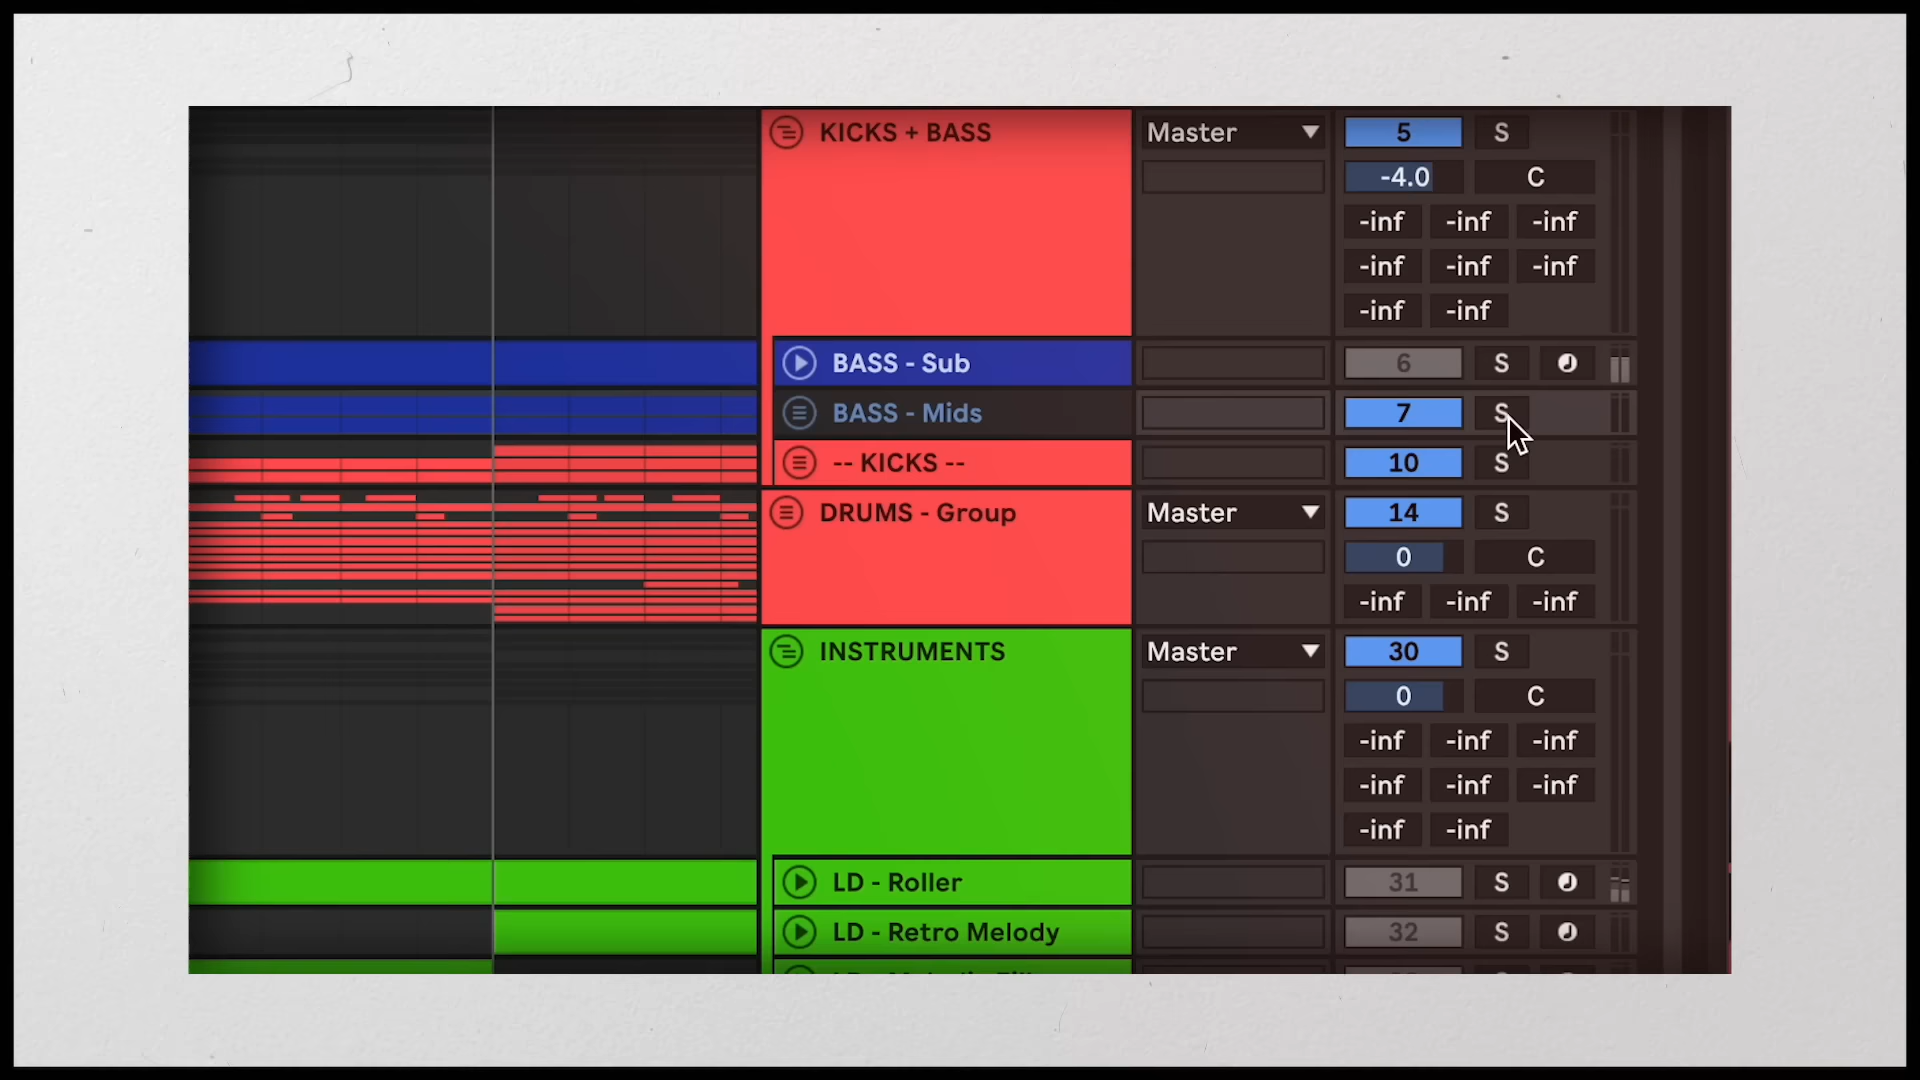 KICKS + BASS Master 5 S
-4.0 C
-inf -inf -inf
-inf -inf -inf
-inf -inf
BASS - Sub 6 S
BASS - Mids 7 S
-- KICKS -- 10 S
DRUMS - Group Master 14 S
0 C
-inf -inf -inf
INSTRUMENTS Master 30 S
0 C
-inf -inf -inf
-inf -inf -inf
-inf -inf
LD - Roller 31 S
LD - Retro Melody 32 S